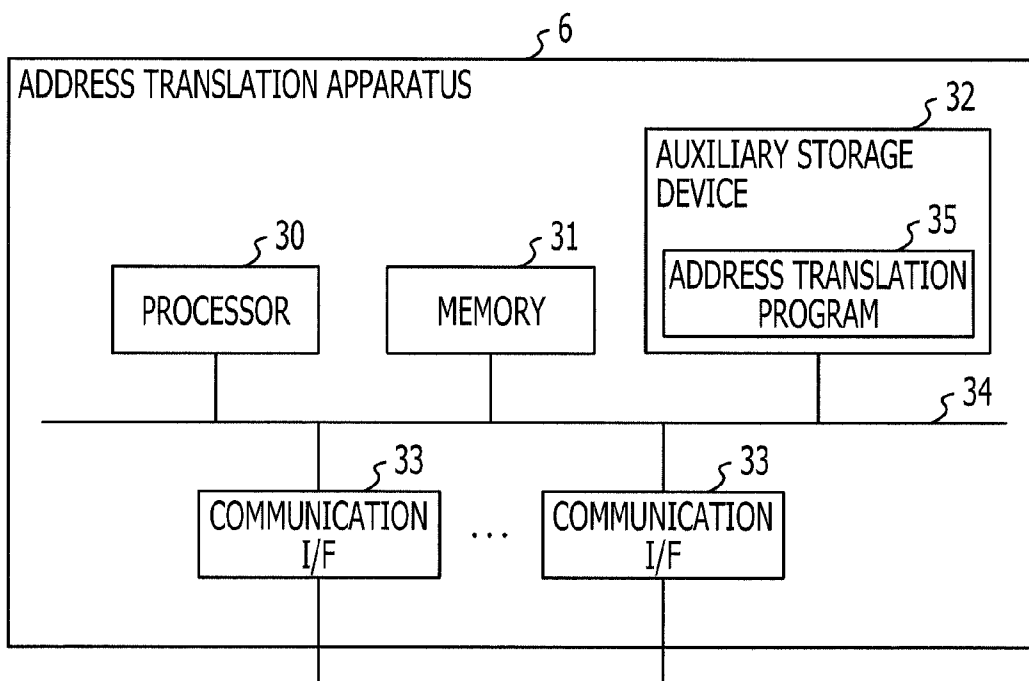 6
ADDRESS TRANSLATION APPARATUS
32
AUXILIARY STORAGE
DEVICE
35
ADDRESS TRANSLATION
PROGRAM
30
PROCESSOR
31
MEMORY
34
33
COMMUNICATION
I/F
...
33
COMMUNICATION
I/F